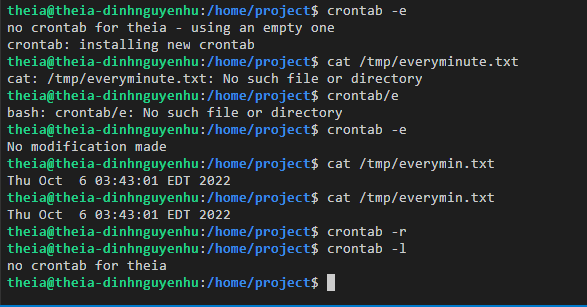 theia@theia-dinhnguyenhu:/home/project$ crontab -e
no crontab for theia - using an empty one
crontab: installing new crontab
theia@theia-dinhnguyenhu:/home/project$ cat /tmp/everyminute.txt
cat: /tmp/everyminute.txt: No such file or directory
theia@theia-dinhnguyenhu:/home/project$ crontab/e
bash: crontab/e: No such file or directory
theia@theia-dinhnguyenhu:/home/project$ crontab -e
No modification made
theia@theia-dinhnguyenhu:/home/project$ cat /tmp/everymin.txt
Thu Oct  6 03:43:01 EDT 2022
theia@theia-dinhnguyenhu:/home/project$ cat /tmp/everymin.txt
Thu Oct  6 03:43:01 EDT 2022
theia@theia-dinhnguyenhu:/home/project$ crontab -r
theia@theia-dinhnguyenhu:/home/project$ crontab -l
no crontab for theia
theia@theia-dinhnguyenhu:/home/project$